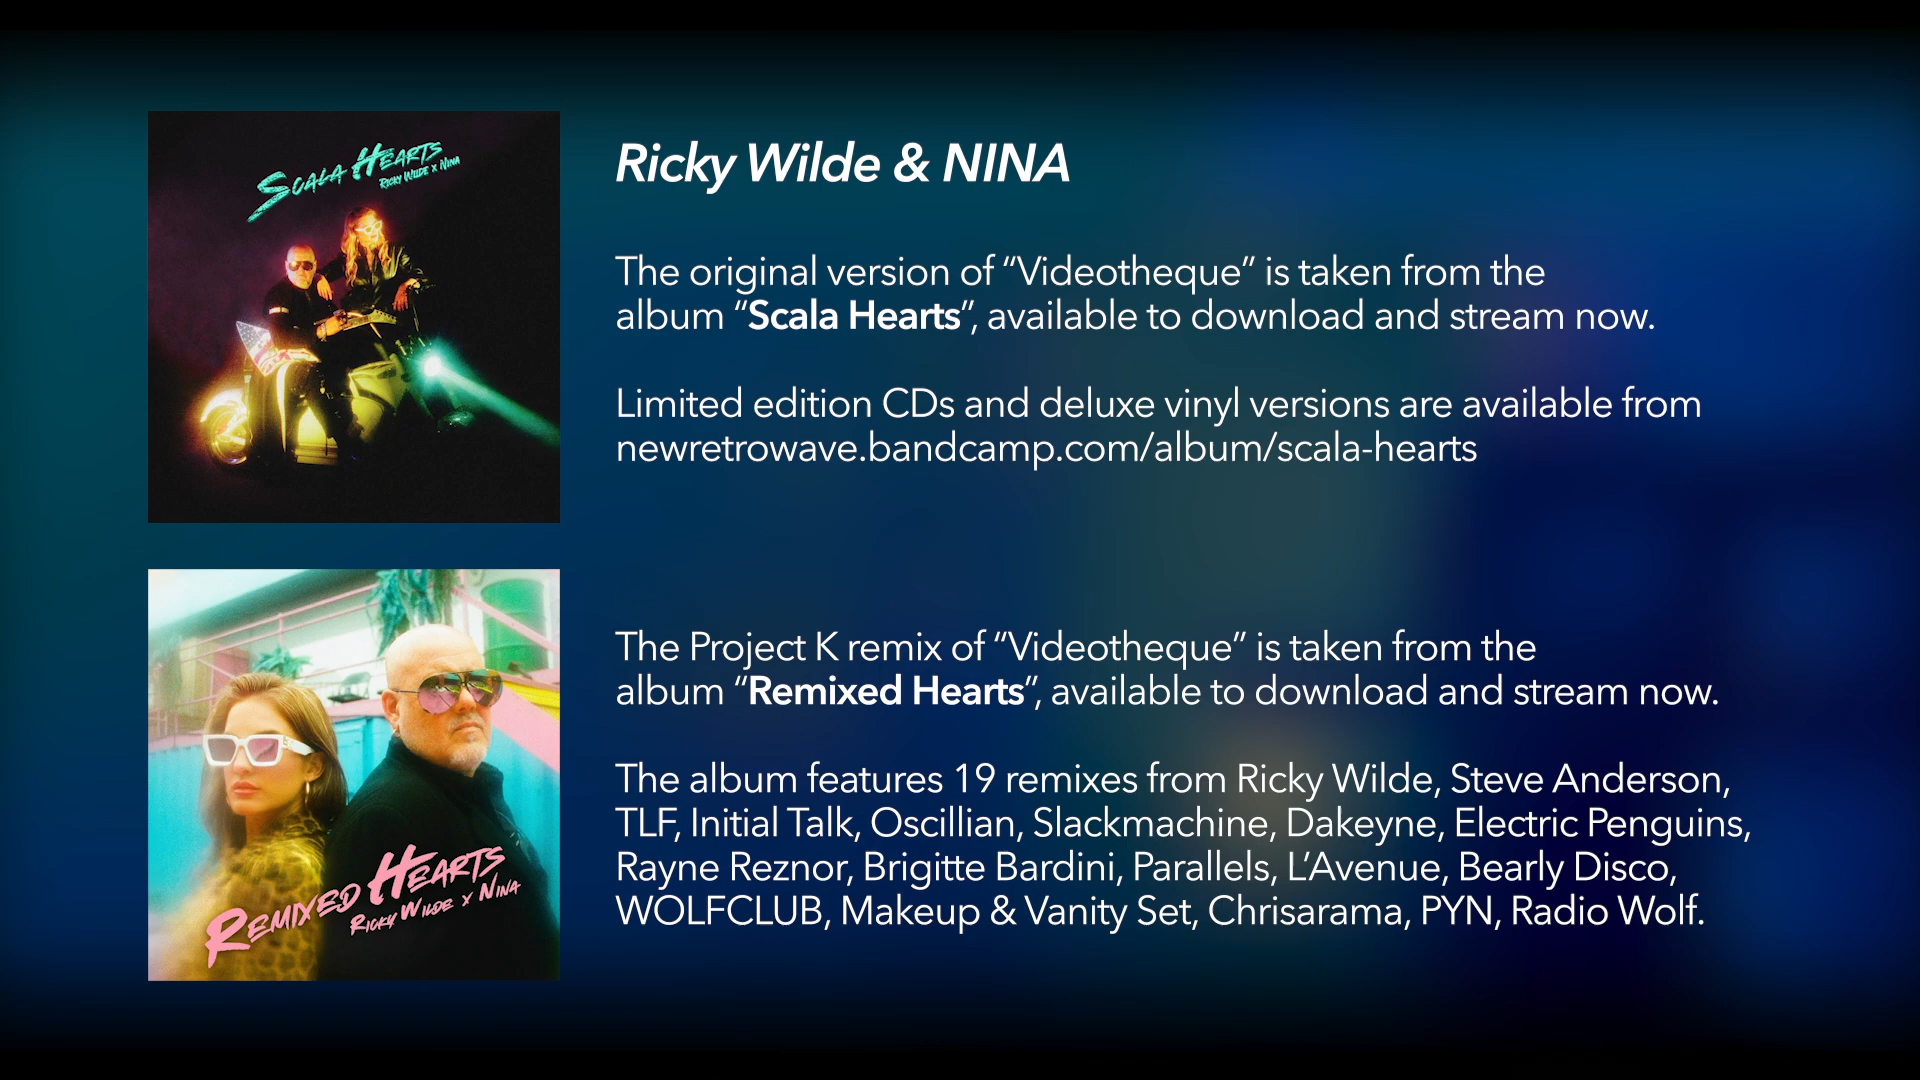 SCALA HEARTS
RICKY WILDE X NINA
Ricky Wilde & NINA
The original version of “Videotheque” is taken from the
album “Scala Hearts”, available to download and stream now.
Limited edition CDs and deluxe vinyl versions are available from
newretrowave.bandcamp.com/album/scala-hearts
REMIXED HEARTS
RICKY WILDE X NINA
The Project K remix of “Videotheque” is taken from the
album “Remixed Hearts”, available to download and stream now.
The album features 19 remixes from Ricky Wilde, Steve Anderson,
TLF, Initial Talk, Oscillian, Slackmachine, Dakeyne, Electric Penguins,
Rayne Reznor, Brigitte Bardini, Parallels, L’Avenue, Bearly Disco,
WOLFCLUB, Makeup & Vanity Set, Chrisarama, PYN, Radio Wolf.